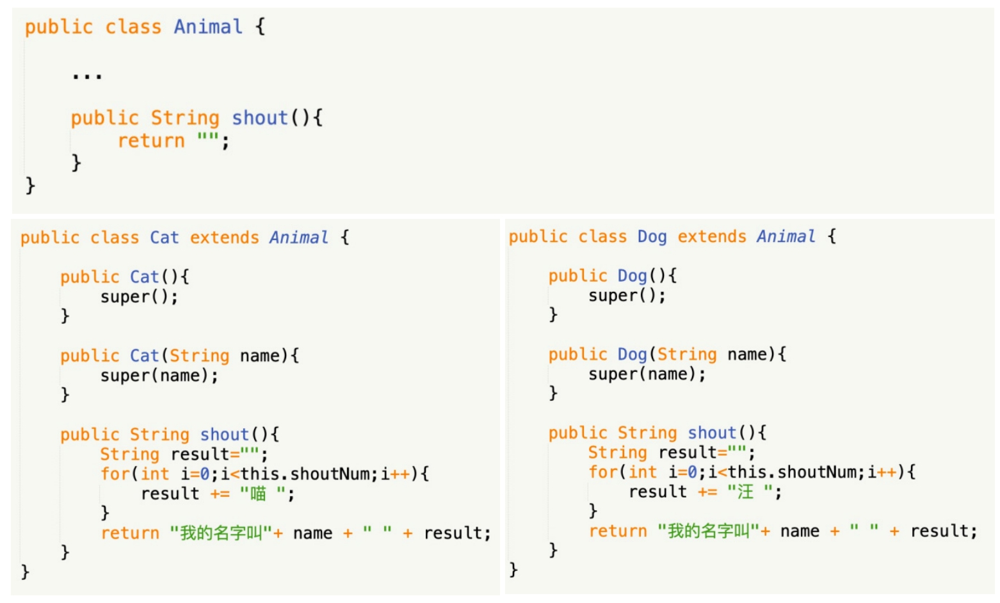 public class Animal {
...
public String shout(){
return "";
}
}
public class Cat extends Animal {
public Cat(){
super();
}
public Cat(String name){
super(name);
}
public String shout(){
String result="";
for(int i=0;i<this.shoutNum;i++){
result += "喵 ";
}
return "我的名字叫"+ name + " " + result;
}
}
public class Dog extends Animal {
public Dog(){
super();
}
public Dog(String name){
super(name);
}
public String shout(){
String result="";
for(int i=0;i<this.shoutNum;i++){
result += "汪 ";
}
return "我的名字叫"+ name + " " + result;
}
}